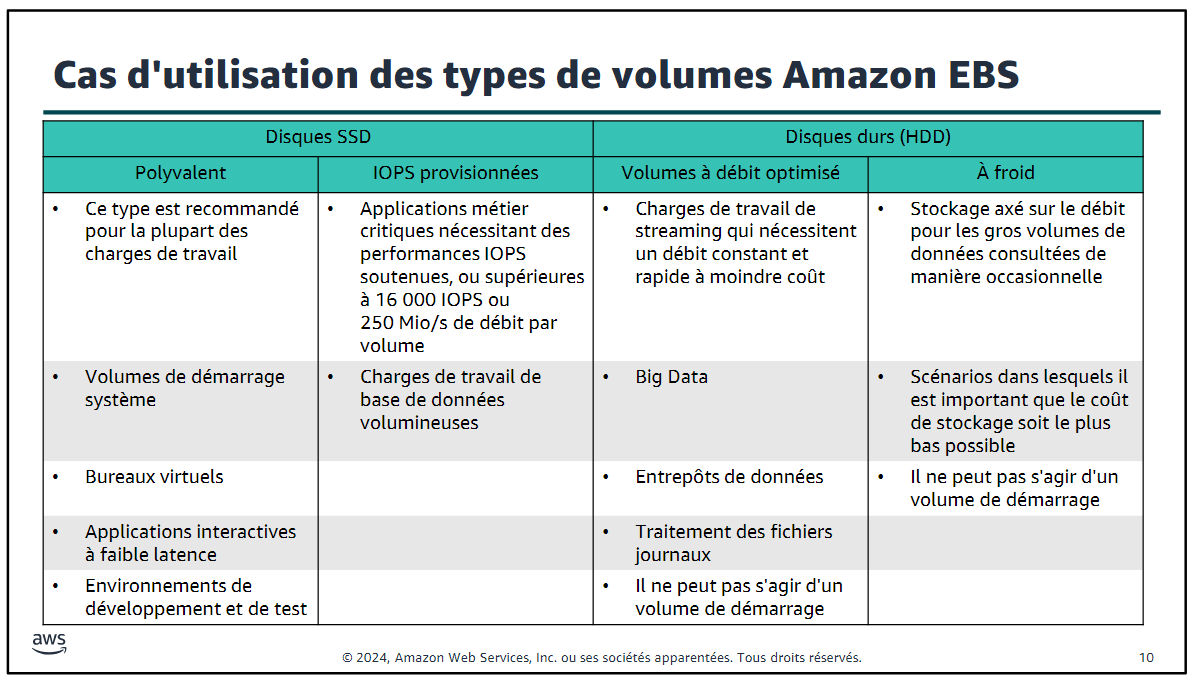 Cas d'utilisation des types de volumes Amazon EBS
Disques SSD
Disques durs (HDD)
Polyvalent
IOPS provisionnées
Volumes à débit optimisé
À froid
• Ce type est recommandé
pour la plupart des
charges de travail
• Applications métier
critiques nécessitant des
performances IOPS
soutenues, ou supérieures
à 16 000 IOPS ou
250 Mio/s de débit par
volume
• Charges de travail de
streaming qui nécessitent
un débit constant et
rapide à moindre coût
• Stockage axé sur le débit
pour les gros volumes de
données consultées de
manière occasionnelle
• Volumes de démarrage
système
• Charges de travail de
base de données
volumineuses
• Big Data
• Scénarios dans lesquels il
est important que le coût
de stockage soit le plus
bas possible
• Bureaux virtuels
• Entrepôts de données
• Il ne peut pas s'agir d'un
volume de démarrage
• Applications interactives
à faible latence
• Traitement des fichiers
journaux
• Environnements de
développement et de test
• Il ne peut pas s'agir d'un
volume de démarrage
aws
© 2024, Amazon Web Services, Inc. ou ses sociétés apparentées. Tous droits réservés.
10